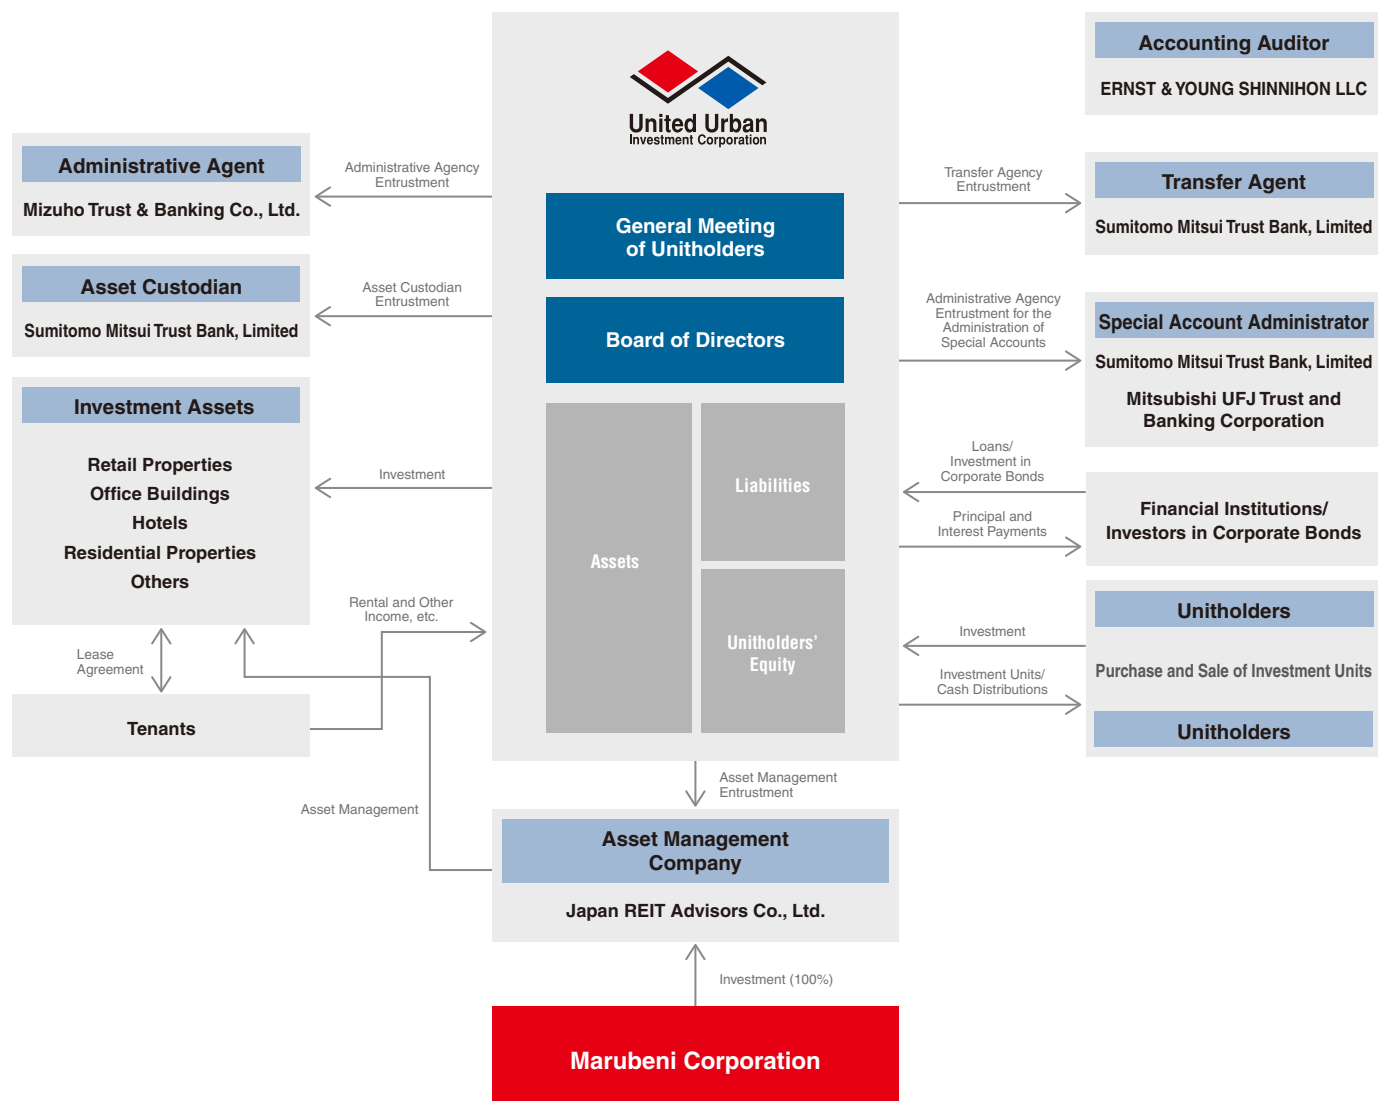 United Urban
Investment Corporation
General Meeting
of Unitholders
Board of Directors
Assets
Liabilities
Unitholders'
Equity
Administrative Agent
Mizuho Trust & Banking Co., Ltd.
Administrative Agency
Entrustment
Asset Custodian
Sumitomo Mitsui Trust Bank, Limited
Asset Custodian
Entrustment
Investment Assets
Retail Properties
Office Buildings
Hotels
Residential Properties
Others
Investment
Lease
Agreement
Rental and Other
Income, etc.
Tenants
Asset Management
Accounting Auditor
ERNST & YOUNG SHINNIHON LLC
Transfer Agency
Entrustment
Transfer Agent
Sumitomo Mitsui Trust Bank, Limited
Administrative Agency
Entrustment for the
Administration of
Special Accounts
Special Account Administrator
Sumitomo Mitsui Trust Bank, Limited
Mitsubishi UFJ Trust and
Banking Corporation
Loans/
Investment in
Corporate Bonds
Principal and
Interest Payments
Financial Institutions/
Investors in Corporate Bonds
Investment
Investment Units/
Cash Distributions
Unitholders
Purchase and Sale of Investment Units
Unitholders
Asset Management
Entrustment
Asset Management
Company
Japan REIT Advisors Co., Ltd.
Investment (100%)
Marubeni Corporation